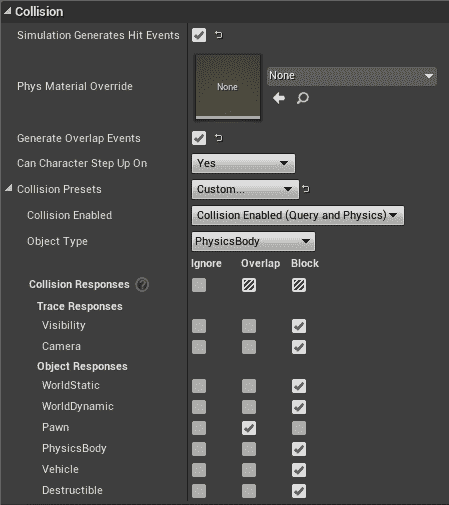 Collision
Simulation Generates Hit Events
Phys Material Override None None
Generate Overlap Events
Can Character Step Up On Yes
Collision Presets Custom...
Collision Enabled Collision Enabled (Query and Physics)
Object Type PhysicsBody
Ignore Overlap Block
Collision Responses ?
Trace Responses
Visibility
Camera
Object Responses
WorldStatic
WorldDynamic
Pawn
PhysicsBody
Vehicle
Destructible